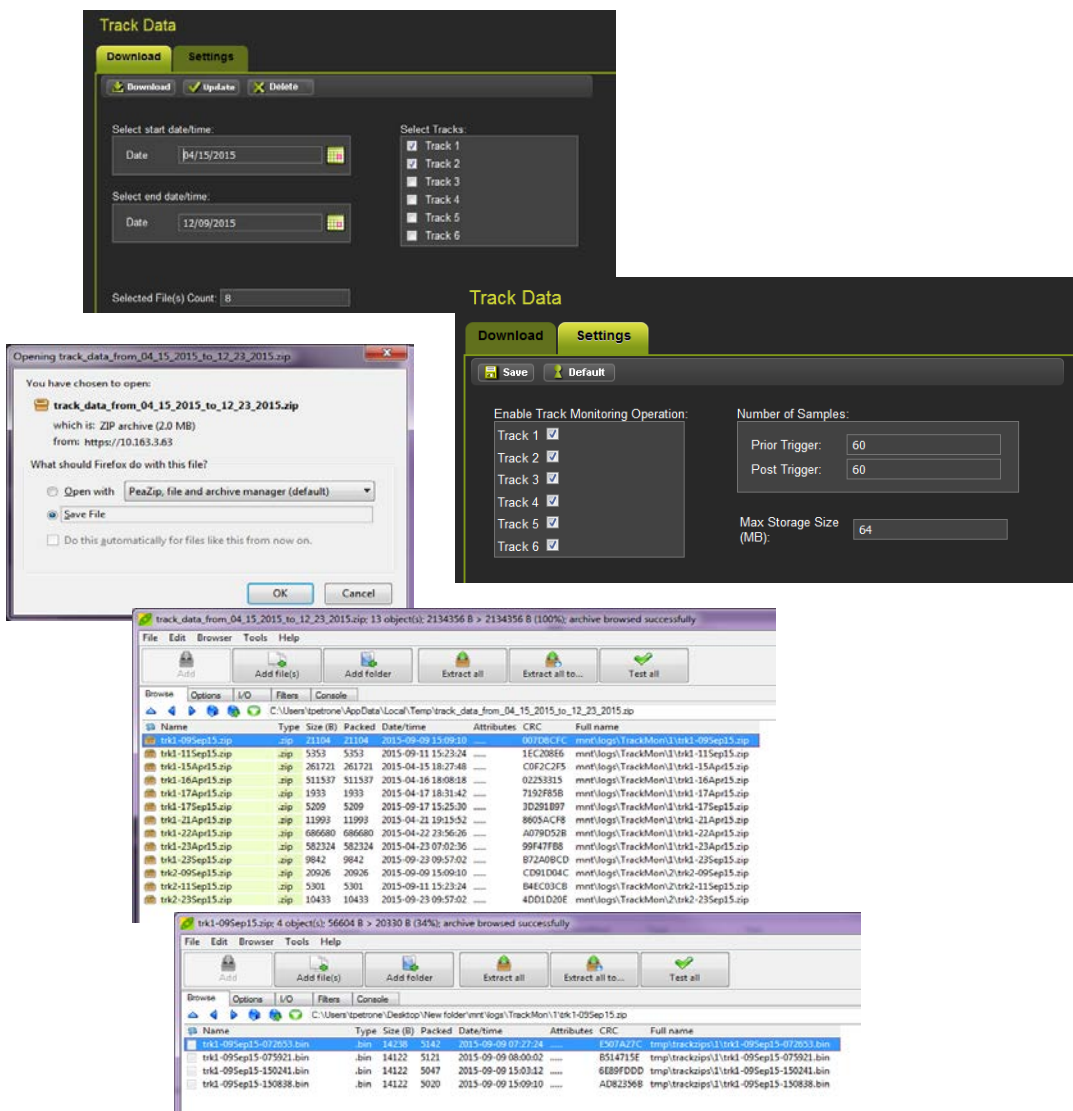 Track Data
Download Settings
Download Update Delete
Select start date/time:
Date 04/15/2015
Select end date/time:
Date 12/09/2015
Selected File(s) Count: 8
Select Tracks:
Track 1
Track 2
Track 3
Track 4
Track 5
Track 6
Track Data
Download Settings
Save Default
Enable Track Monitoring Operation:
Track 1
Track 2
Track 3
Track 4
Track 5
Track 6
Number of Samples:
Prior Trigger: 60
Post Trigger: 60
Max Storage Size
(MB): 64
Opening track_data_from_04_15_2015_to_12_23_2015.zip
You have chosen to open:
track_data_from_04_15_2015_to_12_23_2015.zip
which is: ZIP archive (2.0 MB)
from: https://10.163.3.63
What should Firefox do with this file?
Open with PeaZip, file and archive manager (default)
Save File
Do this automatically for files like this from now on.
OK Cancel
track_data_from_04_15_2015_to_12_23_2015.zip; 13 object(s); 2134356 B > 2134356 B (100%); archive browsed successfully
File Edit Browser Tools Help
Add Add file(s) Add folder Extract all Extract all to... Test all
Browse Options I/O Filters Console
C:\Users\tpetrone\AppData\Local\Temp\track_data_from_04_15_2015_to_12_23_2015.zip
Name Type Size (B) Packed Date/time Attributes CRC Full name
trk1-09Sep15.zip .zip 21104 21104 2015-09-09 15:09:10 ..... 007D8CFC mnt\logs\TrackMon\1\trk1-09Sep15.zip
trk1-11Sep15.zip .zip 5353 5353 2015-09-11 15:23:24 ..... 1EC208E6 mnt\logs\TrackMon\1\trk1-11Sep15.zip
trk1-15Apr15.zip .zip 261721 261721 2015-04-15 18:27:48 ..... C0F2C2F5 mnt\logs\TrackMon\1\trk1-15Apr15.zip
trk1-16Apr15.zip .zip 511537 511537 2015-04-16 18:08:18 ..... 02253315 mnt\logs\TrackMon\1\trk1-16Apr15.zip
trk1-17Apr15.zip .zip 1933 1933 2015-04-17 18:31:42 ..... 7192F85B mnt\logs\TrackMon\1\trk1-17Apr15.zip
trk1-17Sep15.zip .zip 5209 5209 2015-09-17 15:25:30 ..... 3D291B97 mnt\logs\TrackMon\1\trk1-17Sep15.zip
trk1-21Apr15.zip .zip 11993 11993 2015-04-21 19:15:52 ..... 8605ACF8 mnt\logs\TrackMon\1\trk1-21Apr15.zip
trk1-22Apr15.zip .zip 686680 686680 2015-04-22 23:56:26 ..... A079D52B mnt\logs\TrackMon\1\trk1-22Apr15.zip
trk1-23Apr15.zip .zip 582324 582324 2015-04-23 07:02:36 ..... 99F47FB8 mnt\logs\TrackMon\1\trk1-23Apr15.zip
trk1-23Sep15.zip .zip 9842 9842 2015-09-23 09:57:02 ..... B72A0BCD mnt\logs\TrackMon\1\trk1-23Sep15.zip
trk2-09Sep15.zip .zip 20926 20926 2015-09-09 15:09:10 ..... CD91D04C mnt\logs\TrackMon\2\trk2-09Sep15.zip
trk2-11Sep15.zip .zip 5301 5301 2015-09-11 15:23:24 ..... B4EC03CB mnt\logs\TrackMon\2\trk2-11Sep15.zip
trk2-23Sep15.zip .zip 10433 10433 2015-09-23 09:57:02 ..... 4DD1D20E mnt\logs\TrackMon\2\trk2-23Sep15.zip
trk1-09Sep15.zip; 4 object(s); 56604 B > 20330 B (34%); archive browsed successfully
File Edit Browser Tools Help
Add Add file(s) Add folder Extract all Extract all to... Test all
Browse Options I/O Filters Console
C:\Users\tpetrone\Desktop\New folder\mnt\logs\TrackMon\1\trk1-09Sep15.zip
Name Type Size (B) Packed Date/time Attributes CRC Full name
trk1-09Sep15-072653.bin .bin 14238 5142 2015-09-09 07:27:24 ..... E507A27C tmp\trackzips\1\trk1-09Sep15-072653.bin
trk1-09Sep15-075921.bin .bin 14122 5121 2015-09-09 08:00:02 ..... B514715E tmp\trackzips\1\trk1-09Sep15-075921.bin
trk1-09Sep15-150241.bin .bin 14122 5047 2015-09-09 15:03:12 ..... 6E89FDDD tmp\trackzips\1\trk1-09Sep15-150241.bin
trk1-09Sep15-150838.bin .bin 14122 5020 2015-09-09 15:09:10 ..... AD82356B tmp\trackzips\1\trk1-09Sep15-150838.bin